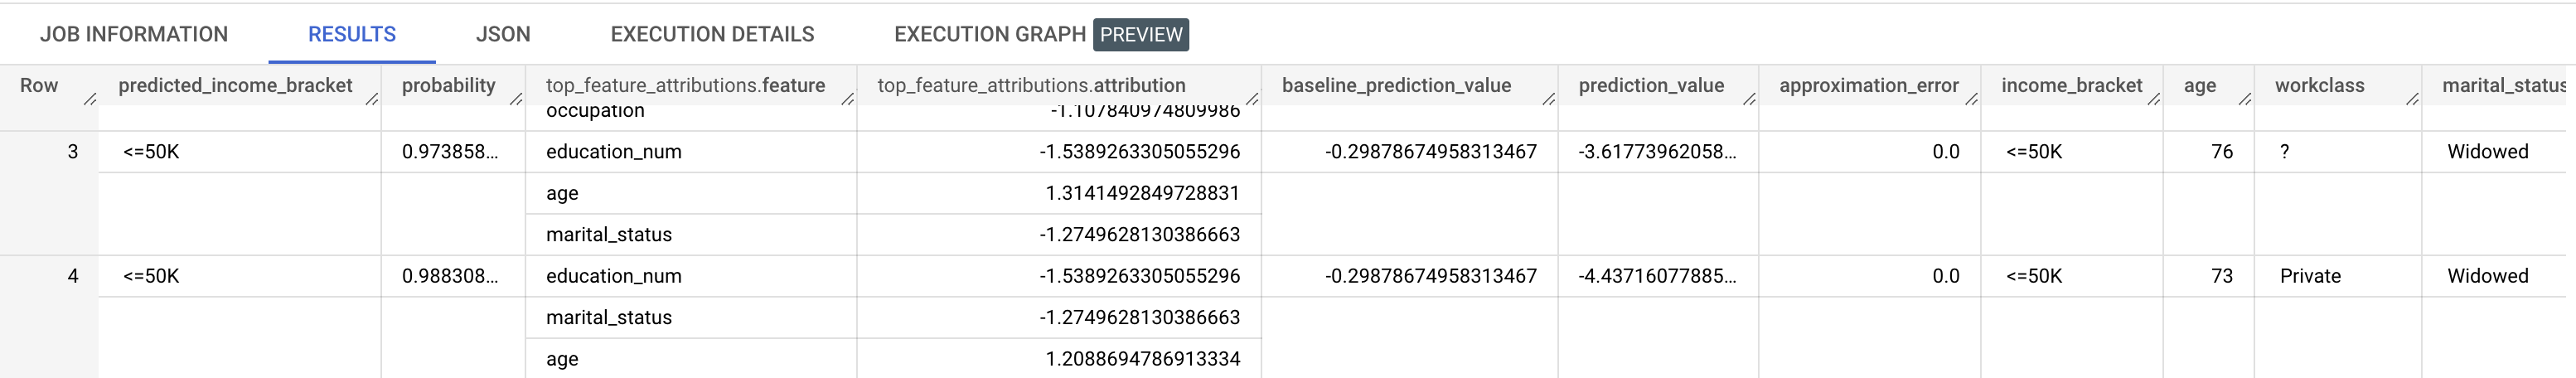 JOB INFORMATION RESULTS JSON EXECUTION DETAILS EXECUTION GRAPH PREVIEW
Row predicted_income_bracket probability top_feature_attributions.feature top_feature_attributions.attribution baseline_prediction_value prediction_value approximation_error income_bracket age workclass marital_status
occupation -1.107840974809986
3 <=50K 0.973858... education_num -1.5389263305055296 -0.29878674958313467 -3.61773962058... 0.0 <=50K 76 ? Widowed
age 1.3141492849728831
marital_status -1.2749628130386663
4 <=50K 0.988308... education_num -1.5389263305055296 -0.29878674958313467 -4.43716077885... 0.0 <=50K 73 Private Widowed
marital_status -1.2749628130386663
age 1.2088694786913334